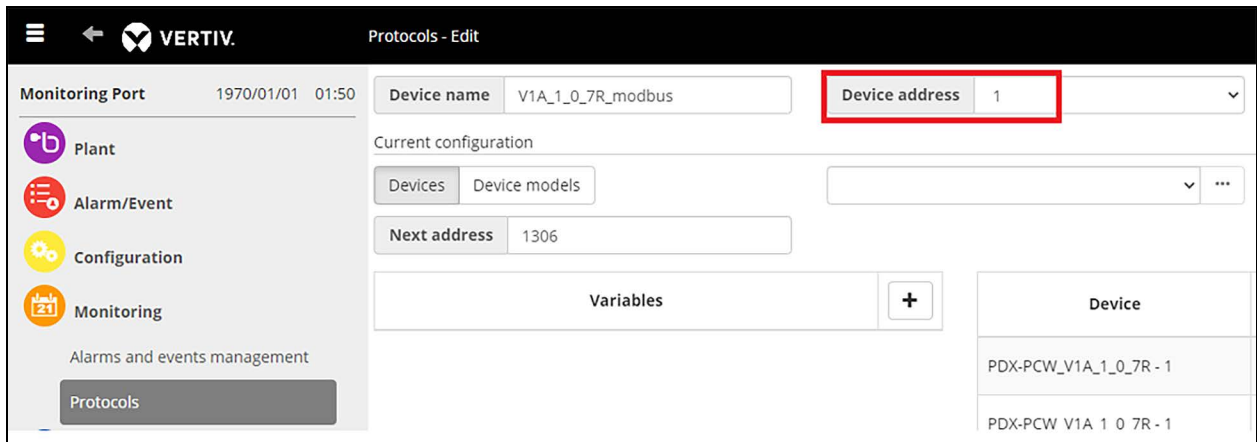 VERTIV.
Protocols - Edit
Monitoring Port 1970/01/01 01:50
Plant
Alarm/Event
Configuration
Monitoring
21
Alarms and events management
Protocols
Device name V1A_1_0_7R_modbus
Device address 1
Current configuration
Devices Device models
...
Next address 1306
Variables +
Device
PDX-PCW_V1A_1_0_7R - 1
PDX-PCW_V1A_1_0_7R - 1